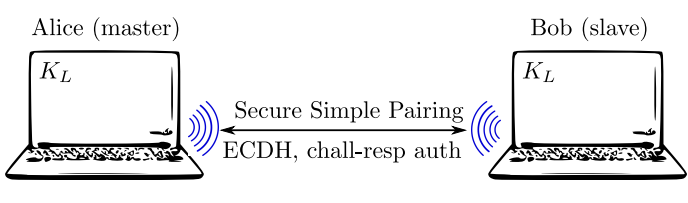 Alice (master)
Bob (slave)
K_L
K_L
Secure Simple Pairing
ECDH, chall-resp auth